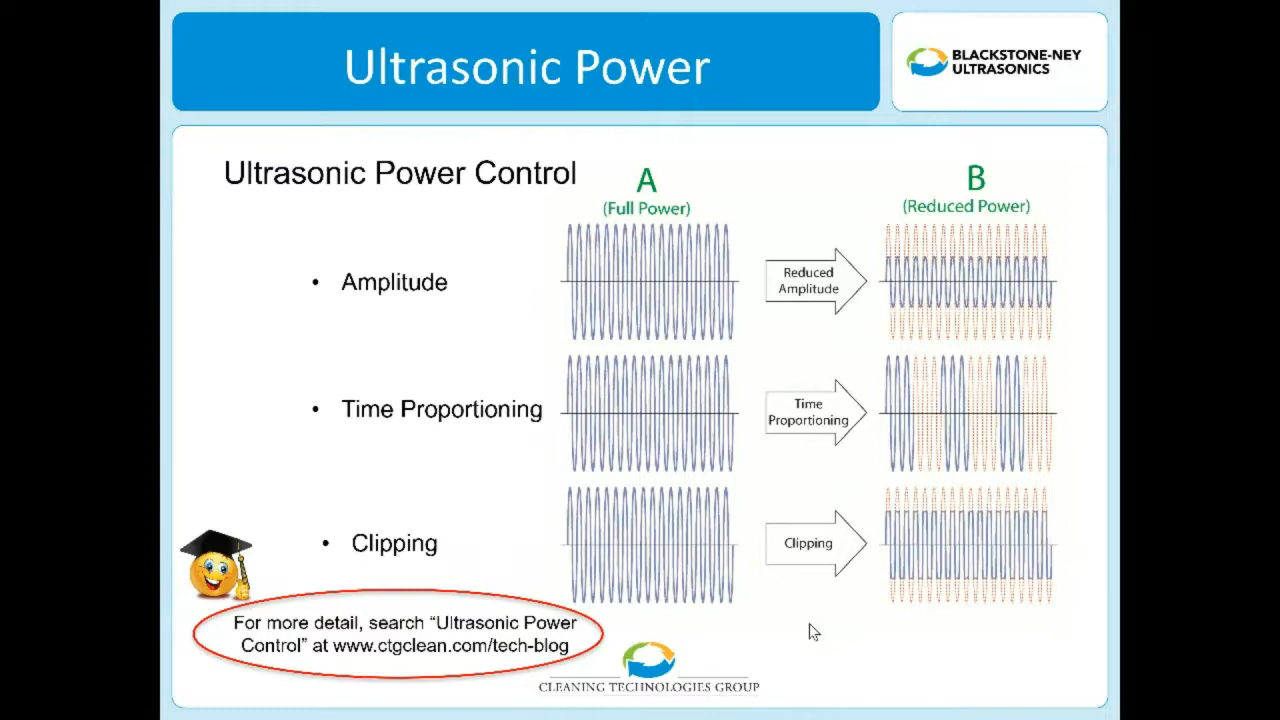 Ultrasonic Power
BLACKSTONE-NEY
ULTRASONICS
Ultrasonic Power Control
A
(Full Power)
B
(Reduced Power)
• Amplitude
Reduced
Amplitude
• Time Proportioning
Time
Proportioning
• Clipping
Clipping
For more detail, search “Ultrasonic Power
Control” at www.ctgclean.com/tech-blog
CLEANING TECHNOLOGIES GROUP